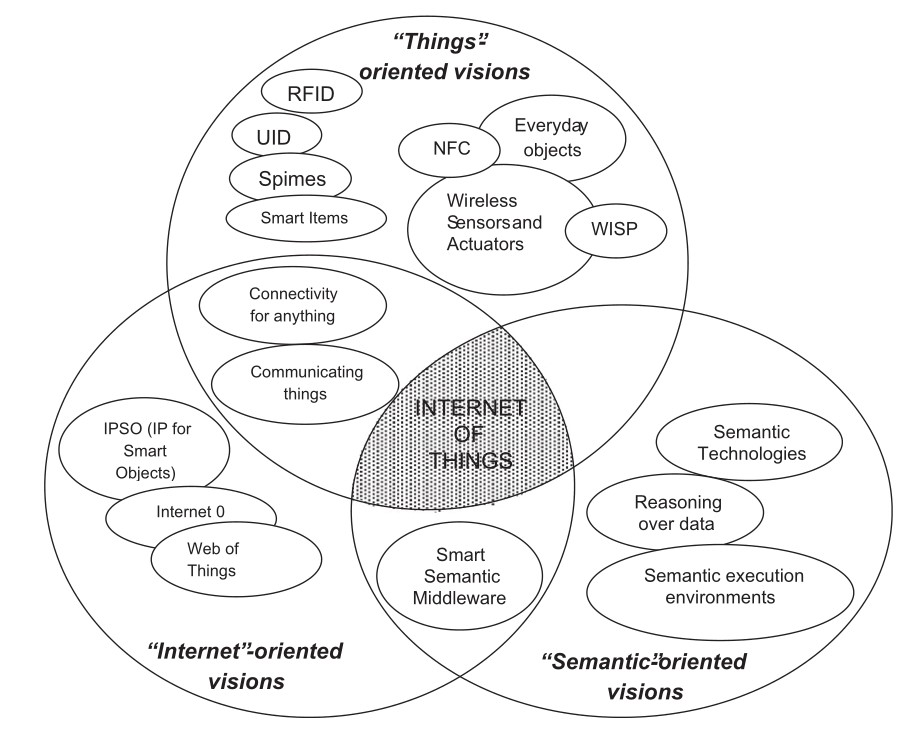 “Things”-
oriented visions
RFID
UID
Spimes
Smart Items
Everyday
objects
NFC
Wireless
Sensors and
Actuators
WISP
Connectivity
for anything
Communicating
things
INTERNET
OF
THINGS
IPSO (IP for
Smart
Objects)
Internet 0
Web of
Things
Semantic
Technologies
Reasoning
over data
Semantic execution
environments
Smart
Semantic
Middleware
“Internet”-oriented
visions
“Semantic”-oriented
visions